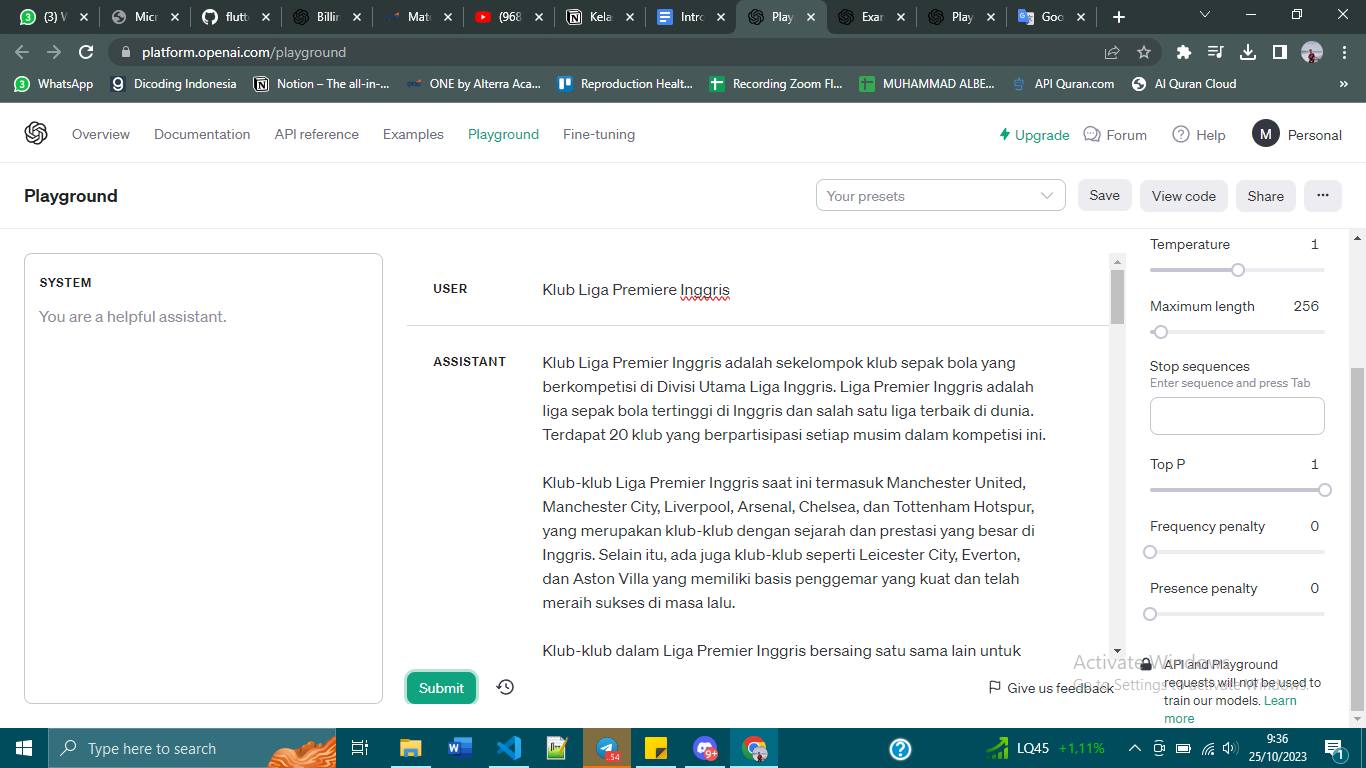 (3) W
Micr
flutt
Billir
Mate
(968
Kela
Intro
Play
Exar
Play
Goo
platform.openai.com/playground
WhatsApp
Dicoding Indonesia
Notion – The all-in-...
ONE by Alterra Aca...
Reproduction Healt...
Recording Zoom Fl...
MUHAMMAD ALBE...
API Quran.com
Al Quran Cloud
»
Overview
Documentation
API reference
Examples
Playground
Fine-tuning
Upgrade
Forum
Help
M
Personal
Playground
Your presets
Save
View code
Share
...
SYSTEM
You are a helpful assistant.
USER
Klub Liga Premiere Inggris
ASSISTANT
Klub Liga Premier Inggris adalah sekelompok klub sepak bola yang
berkompetisi di Divisi Utama Liga Inggris. Liga Premier Inggris adalah
liga sepak bola tertinggi di Inggris dan salah satu liga terbaik di dunia.
Terdapat 20 klub yang berpartisipasi setiap musim dalam kompetisi ini.
Klub-klub Liga Premier Inggris saat ini termasuk Manchester United,
Manchester City, Liverpool, Arsenal, Chelsea, dan Tottenham Hotspur,
yang merupakan klub-klub dengan sejarah dan prestasi yang besar di
Inggris. Selain itu, ada juga klub-klub seperti Leicester City, Everton,
dan Aston Villa yang memiliki basis penggemar yang kuat dan telah
meraih sukses di masa lalu.
Klub-klub dalam Liga Premier Inggris bersaing satu sama lain untuk
Submit
Give us feedback
Temperature 1
Maximum length 256
Stop sequences
Enter sequence and press Tab
Top P 1
Frequency penalty 0
Presence penalty 0
API and Playground
requests will not be used to
train our models. Learn
more
Activate Windows
Go to Settings to activate Windows.
Type here to search
54
LQ45 +1,11%
9:36
25/10/2023
1